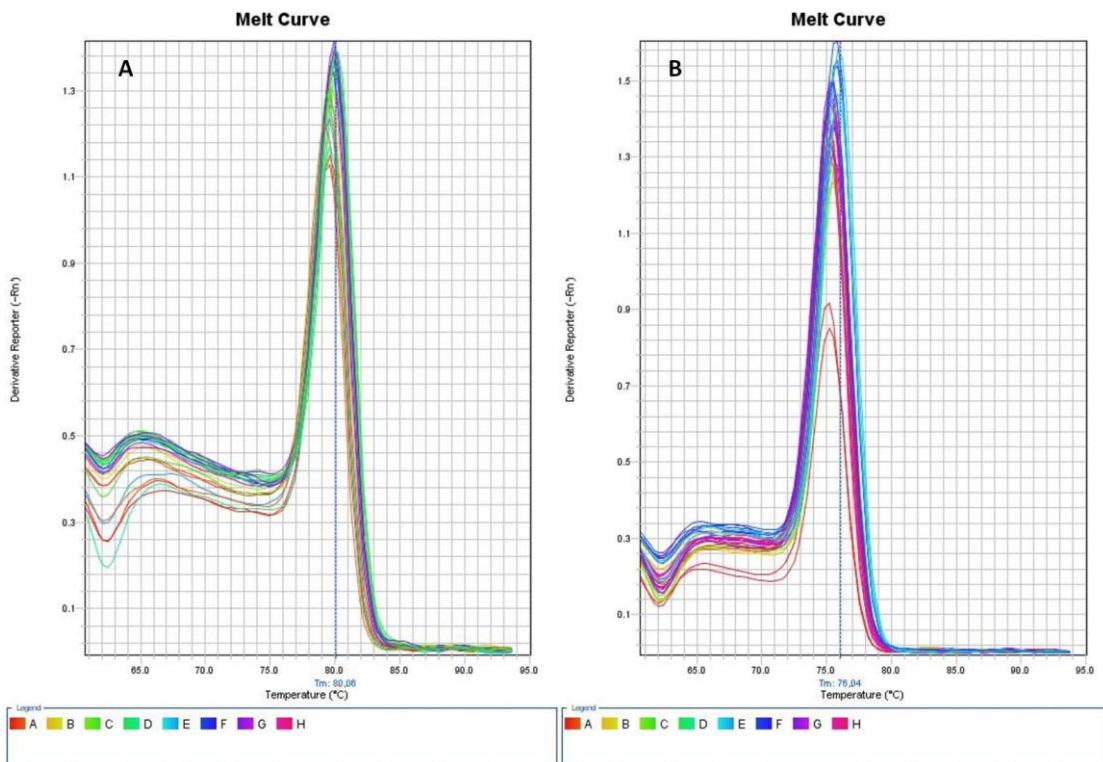 Melt Curve
A
Derivative Reporter (-Rn')
1.3
1.1
0.9
0.7
0.5
0.3
0.1
65.0 70.0 75.0 80.0 85.0 90.0 95.0
Tm: 80,06
Temperature (°C)
Legend
A B C D E F G H
Melt Curve
B
Derivative Reporter (-Rn')
1.5
1.3
1.1
0.9
0.7
0.5
0.3
0.1
65.0 70.0 75.0 80.0 85.0 90.0 95.0
Tm: 76,04
Temperature (°C)
Legend
A B C D E F G H